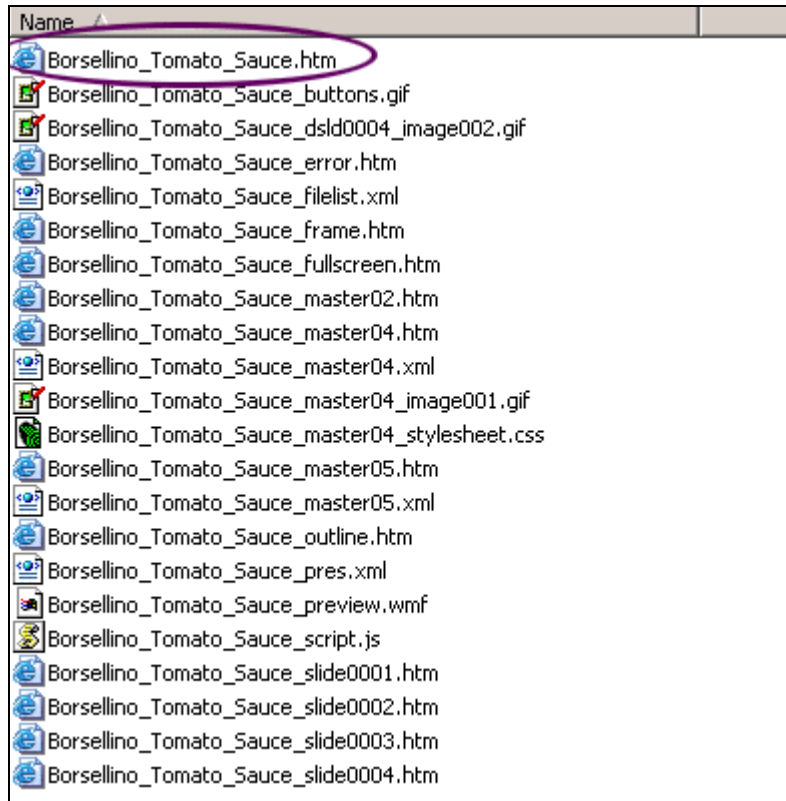 Name
Borsellino_Tomato_Sauce.htm
Borsellino_Tomato_Sauce_buttons.gif
Borsellino_Tomato_Sauce_dsld0004_image002.gif
Borsellino_Tomato_Sauce_error.htm
Borsellino_Tomato_Sauce_filelist.xml
Borsellino_Tomato_Sauce_frame.htm
Borsellino_Tomato_Sauce_fullscreen.htm
Borsellino_Tomato_Sauce_master02.htm
Borsellino_Tomato_Sauce_master04.htm
Borsellino_Tomato_Sauce_master04.xml
Borsellino_Tomato_Sauce_master04_image001.gif
Borsellino_Tomato_Sauce_master04_stylesheet.css
Borsellino_Tomato_Sauce_master05.htm
Borsellino_Tomato_Sauce_master05.xml
Borsellino_Tomato_Sauce_outline.htm
Borsellino_Tomato_Sauce_pres.xml
Borsellino_Tomato_Sauce_preview.wmf
Borsellino_Tomato_Sauce_script.js
Borsellino_Tomato_Sauce_slide0001.htm
Borsellino_Tomato_Sauce_slide0002.htm
Borsellino_Tomato_Sauce_slide0003.htm
Borsellino_Tomato_Sauce_slide0004.htm